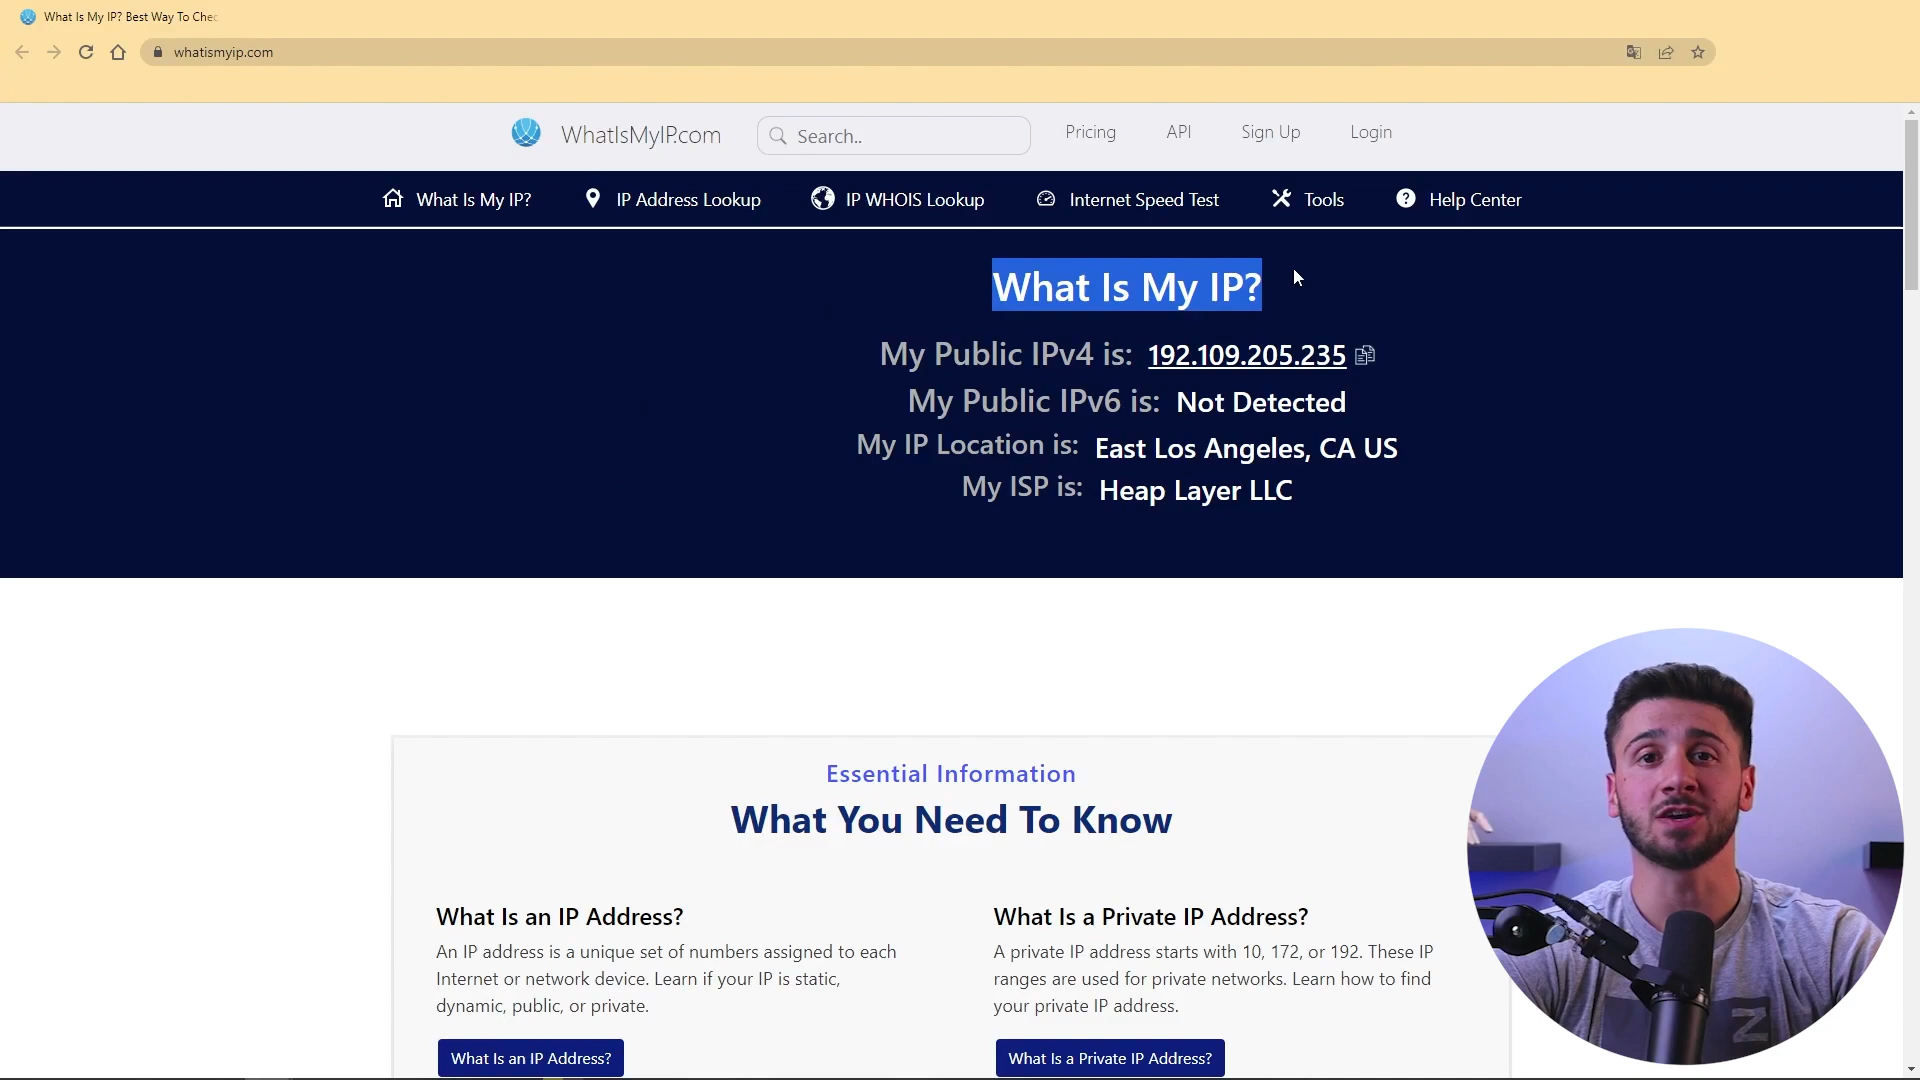 What Is My IP? Best Way To Chec
whatismyip.com
WhatIsMyIP.com
Search..
Pricing
API
Sign Up
Login
What Is My IP?
IP Address Lookup
IP WHOIS Lookup
Internet Speed Test
Tools
Help Center
What Is My IP?
My Public IPv4 is: 192.109.205.235
My Public IPv6 is: Not Detected
My IP Location is: East Los Angeles, CA US
My ISP is: Heap Layer LLC
Essential Information
What You Need To Know
What Is an IP Address?
An IP address is a unique set of numbers assigned to each
Internet or network device. Learn if your IP is static,
dynamic, public, or private.
What Is an IP Address?
What Is a Private IP Address?
A private IP address starts with 10, 172, or 192. These IP
ranges are used for private networks. Learn how to find
your private IP address.
What Is a Private IP Address?